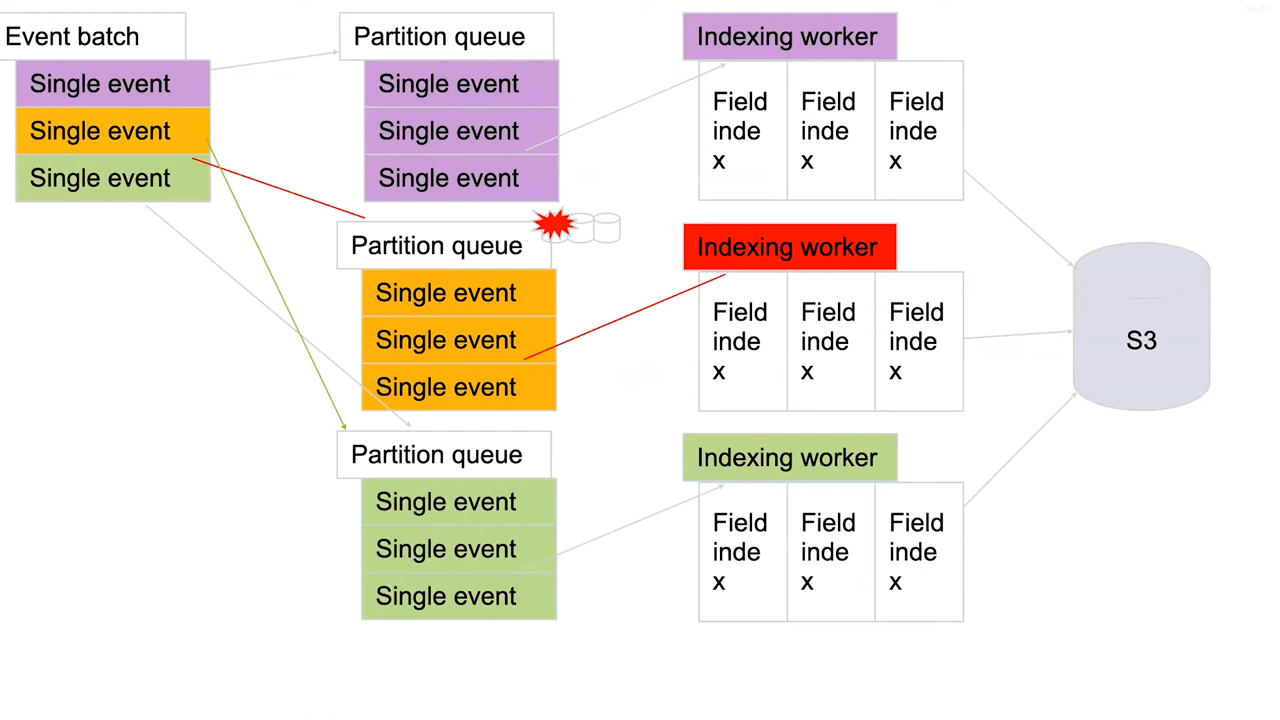 Event batch
Single event
Single event
Single event
Partition queue
Single event
Single event
Single event
Partition queue
Single event
Single event
Single event
Partition queue
Single event
Single event
Single event
Indexing worker
Field
inde
x
Field
inde
x
Field
inde
x
Indexing worker
Field
inde
x
Field
inde
x
Field
inde
x
Indexing worker
Field
inde
x
Field
inde
x
Field
inde
x
S3